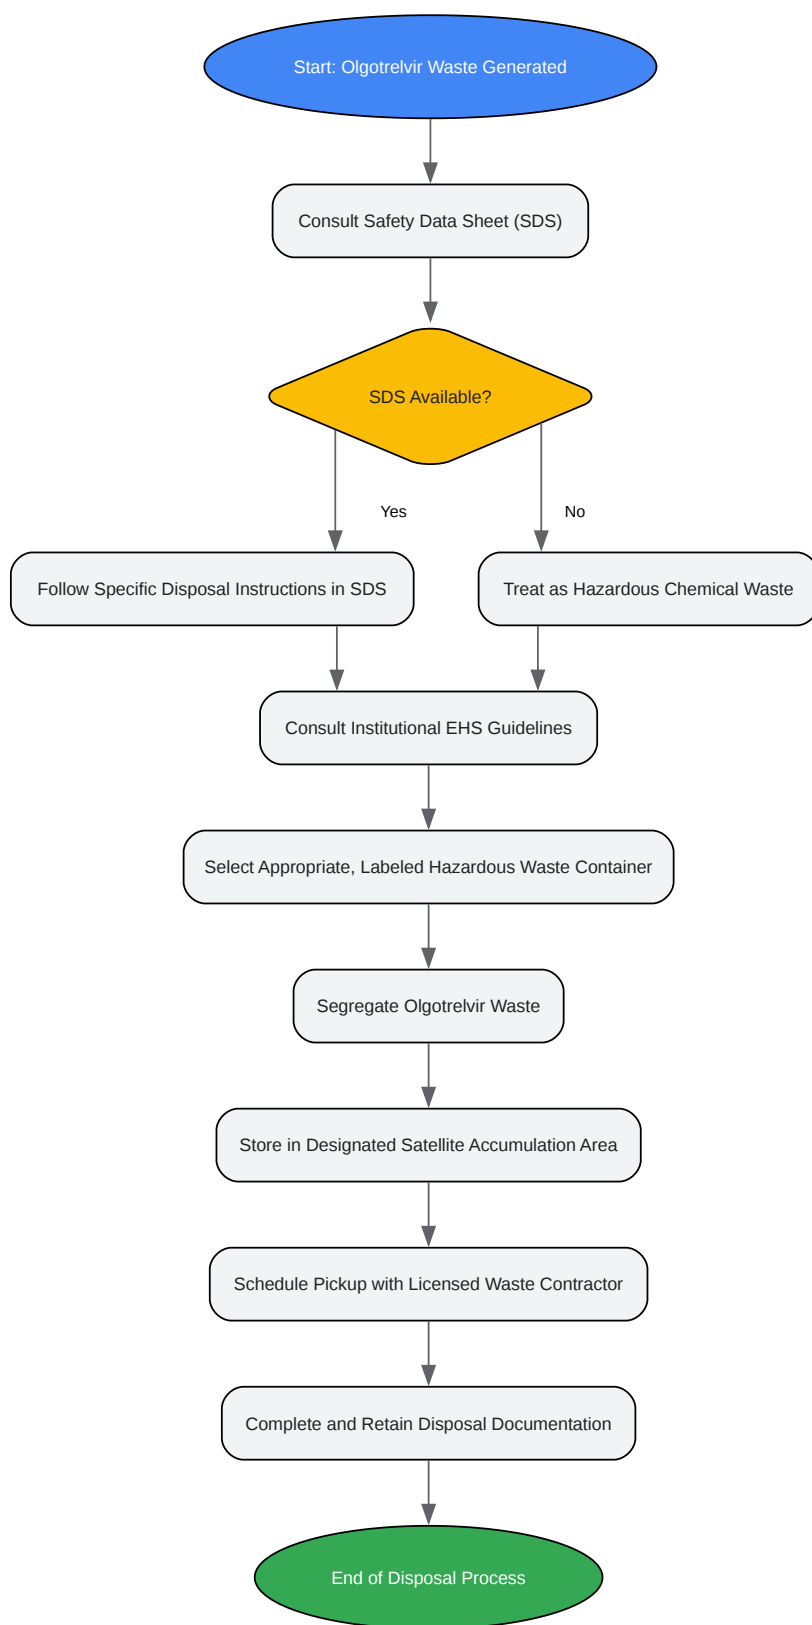 Start: Olgotrelvir Waste Generated
Consult Safety Data Sheet (SDS)
SDS Available?
Yes
No
Follow Specific Disposal Instructions in SDS
Treat as Hazardous Chemical Waste
Consult Institutional EHS Guidelines
Select Appropriate, Labeled Hazardous Waste Container
Segregate Olgotrelvir Waste
Store in Designated Satellite Accumulation Area
Schedule Pickup with Licensed Waste Contractor
Complete and Retain Disposal Documentation
End of Disposal Process